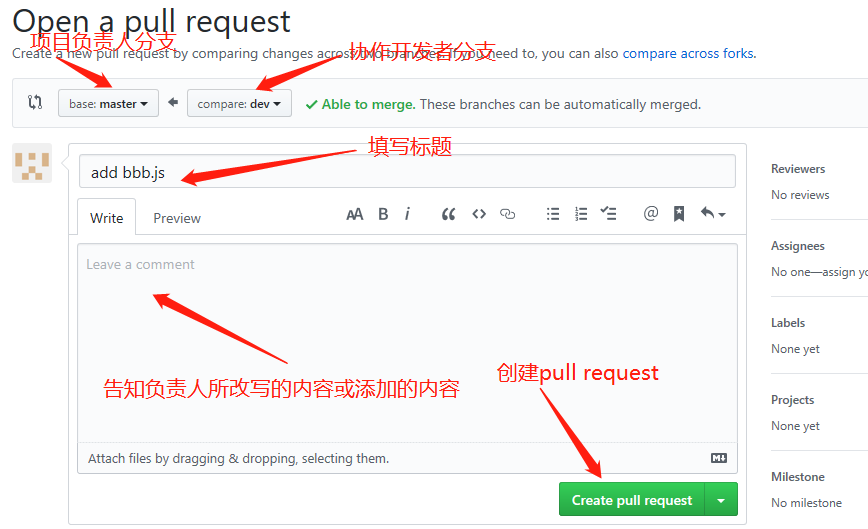 Open a pull request
项目负责人分支
协作开发者分支
Create a new pull request by comparing changes across two branches. If you need to, you can also compare across forks.
base: master
compare: dev
Able to merge. These branches can be automatically merged.
填写标题
add bbb.js
Reviewers
No reviews
Write
Preview
AA B i
Leave a comment
Assignees
No one—assign yo
告知负责人所改写的内容或添加的内容
创建pull request
Labels
None yet
Projects
None yet
Attach files by dragging & dropping, selecting them.
Create pull request
Milestone
No milestone